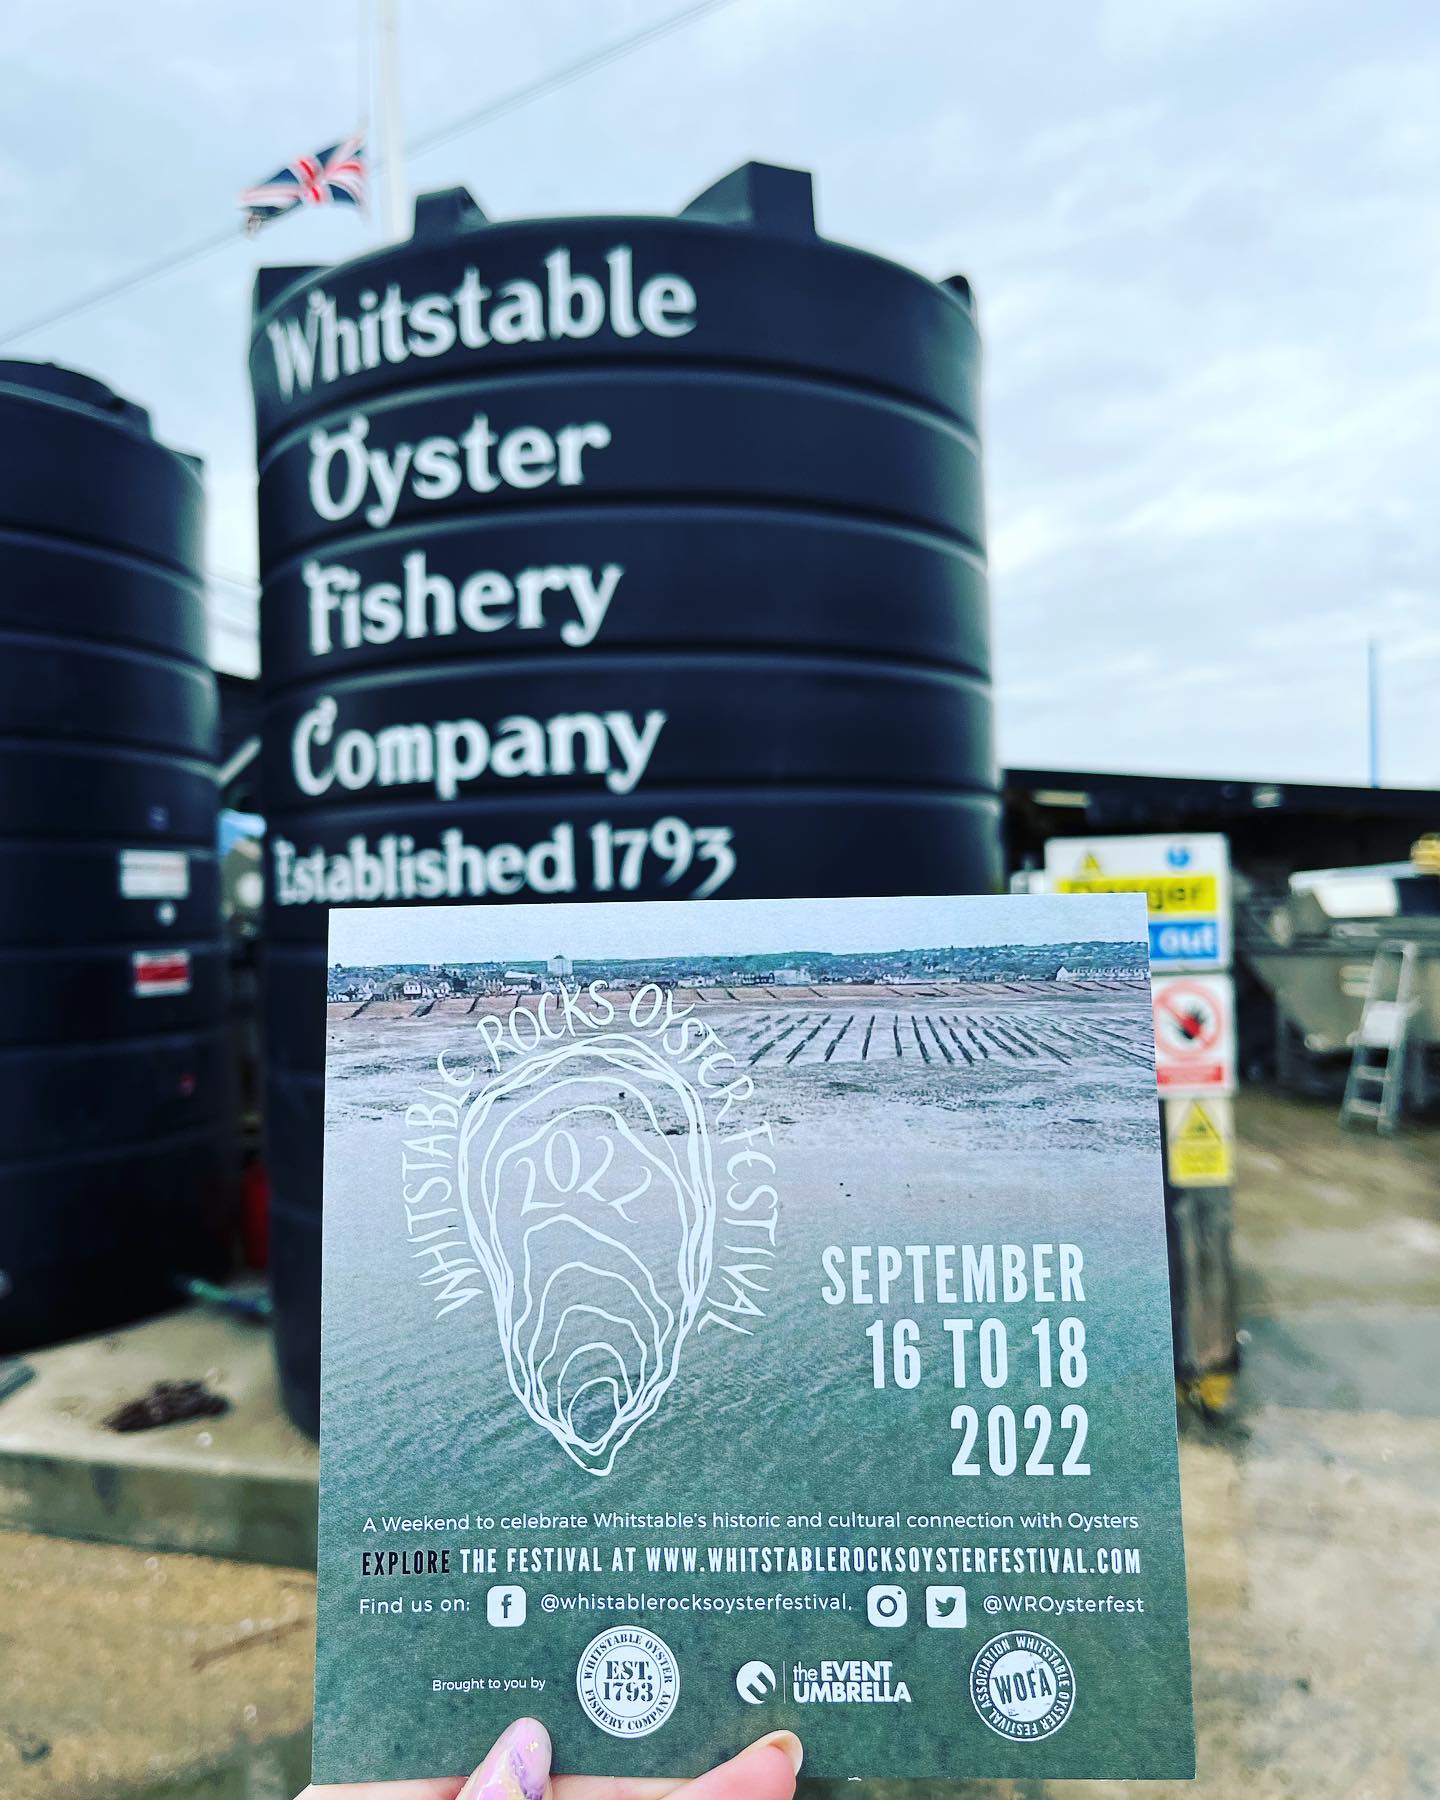 Whitstable
Oyster
Fishery
Company
Established 1793
Danger
out
WHITSTABLE ROCKS OYSTER FESTIVAL
2022
SEPTEMBER
16 TO 18
2022
A Weekend to celebrate Whitstable's historic and cultural connection with Oysters
EXPLORE THE FESTIVAL AT WWW.WHITSTABLEROCKSOYSTERFESTIVAL.COM
Find us on: f @whistablerocksoysterfestival, @WROysterfest
Brought to you by
WHITSTABLE OYSTER FISHERY COMPANY
EST.
1793
the EVENT
UMBRELLA
ASSOCIATION WHITSTABLE OYSTER FESTIVAL
WOFA